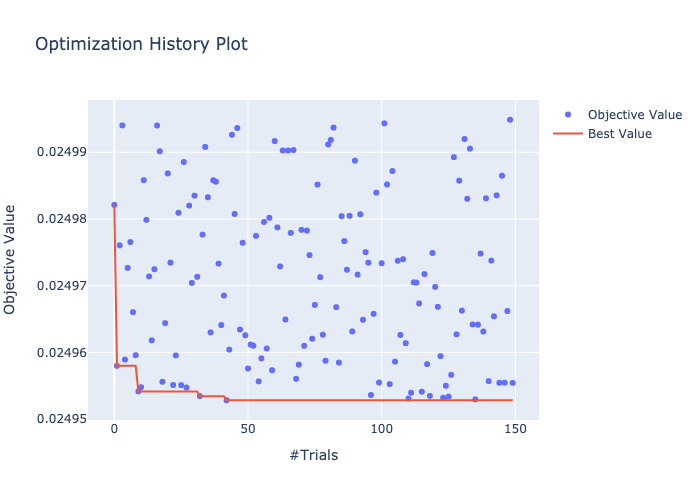 Optimization History Plot
Objective Value
Best Value
0.02499
0.02498
0.02497
0.02496
0.02495
Objective Value
0
50
100
150
#Trials